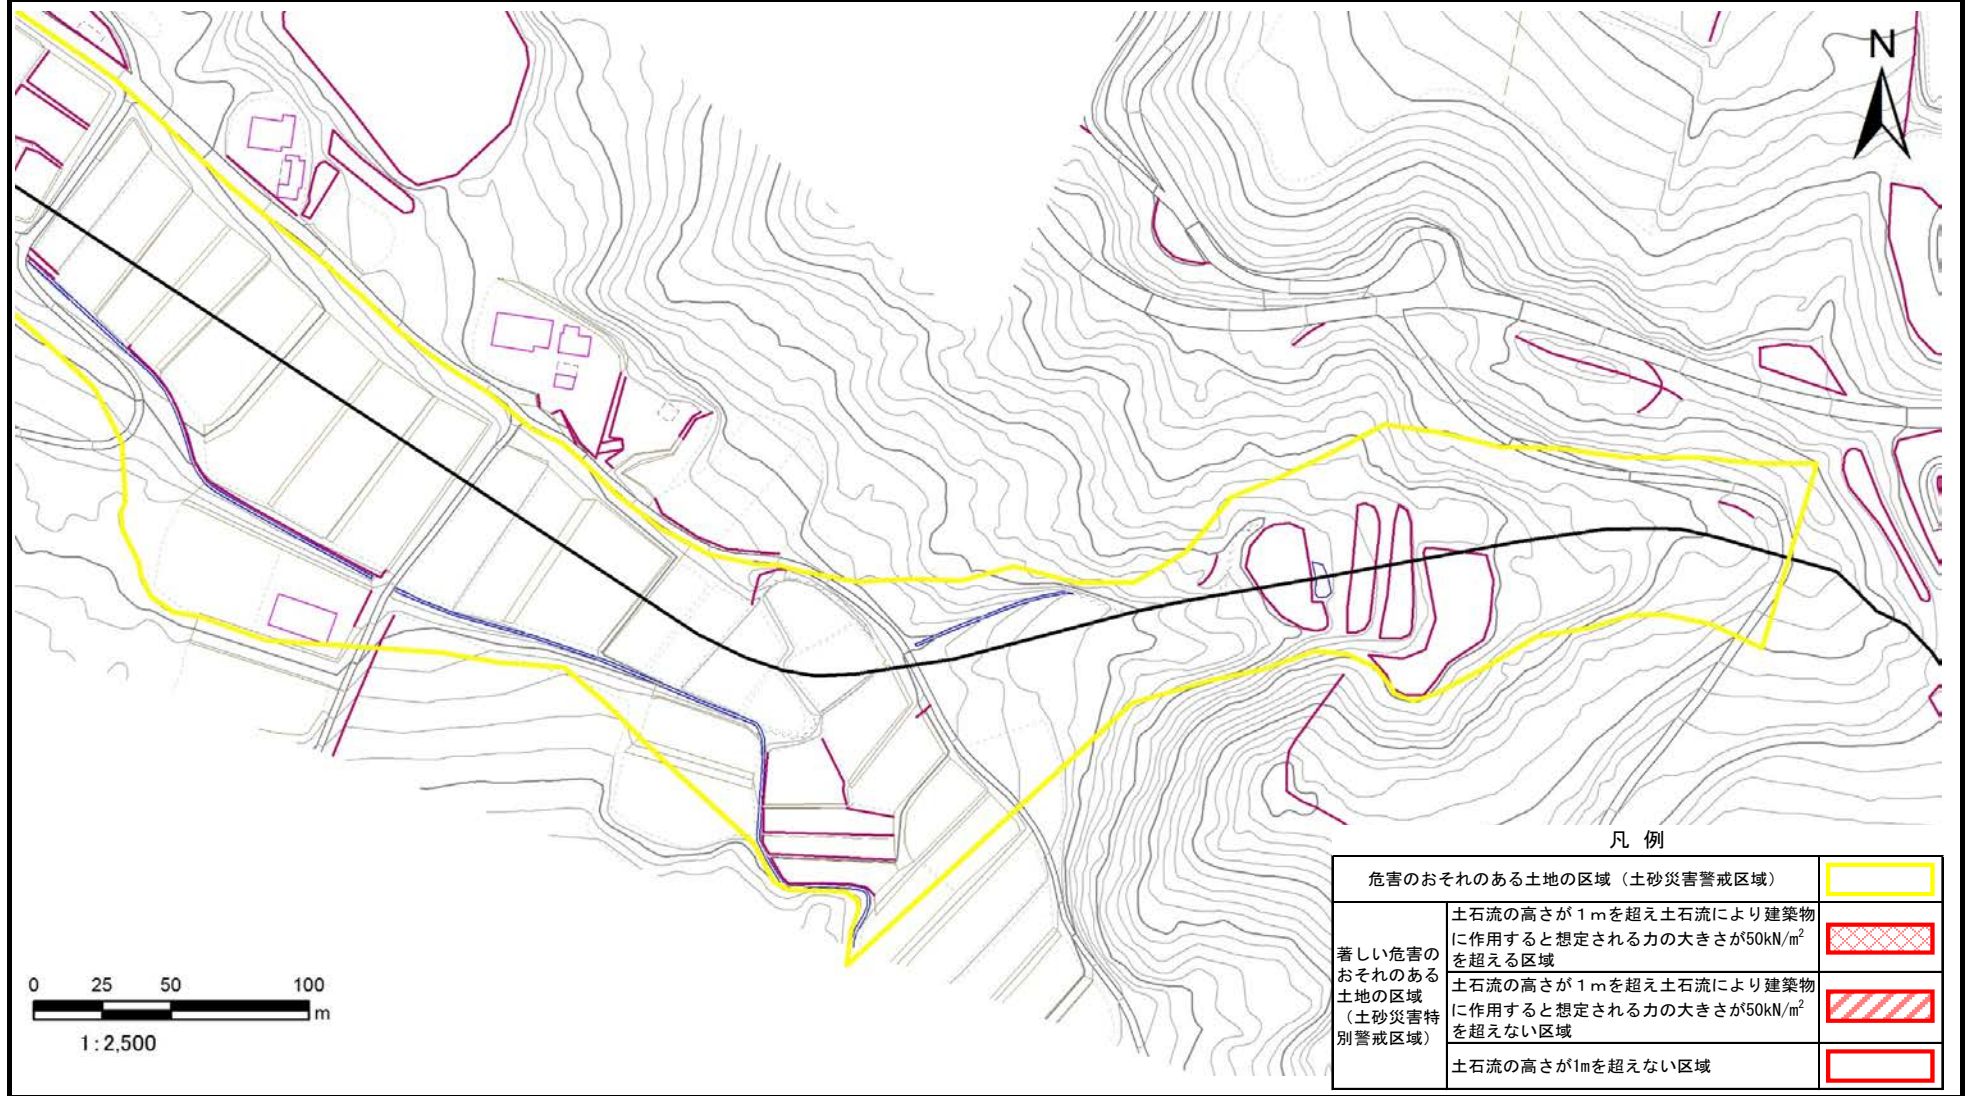 N
凡 例
危害のおそれのある土地の区域（土砂災害警戒区域）
著しい危害の
おそれのある
土地の区域
（土砂災害特
別警戒区域）
土石流の高さが１ｍを超え土石流により建築物
に作用すると想定される力の大きさが50kN/m²
を超える区域
土石流の高さが１ｍを超え土石流により建築物
に作用すると想定される力の大きさが50kN/m²
を超えない区域
土石流の高さが1mを超えない区域
0 25 50 100
m
1:2,500